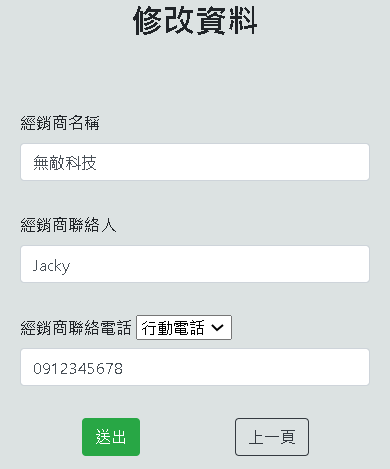 修改資料
經銷商名稱
無敵科技
經銷商聯絡人
Jacky
經銷商聯絡電話 行動電話
0912345678
送出 上一頁